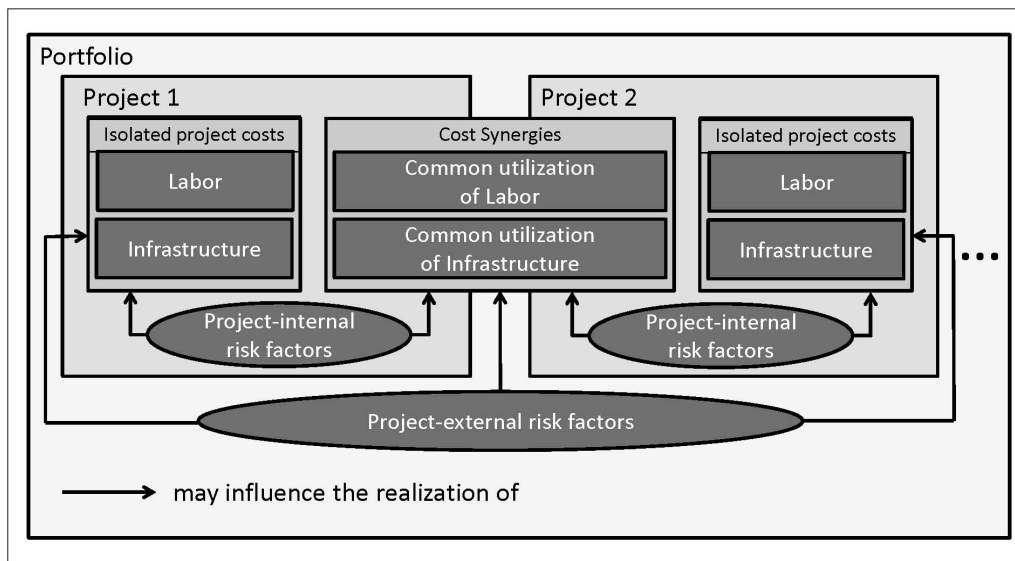 Portfolio
Project 1
Isolated project costs
Labor
Infrastructure
Project-internal
risk factors
Cost Synergies
Common utilization
of Labor
Common utilization
of Infrastructure
Project 2
Isolated project costs
Labor
Infrastructure
Project-internal
risk factors
...
Project-external risk factors
may influence the realization of